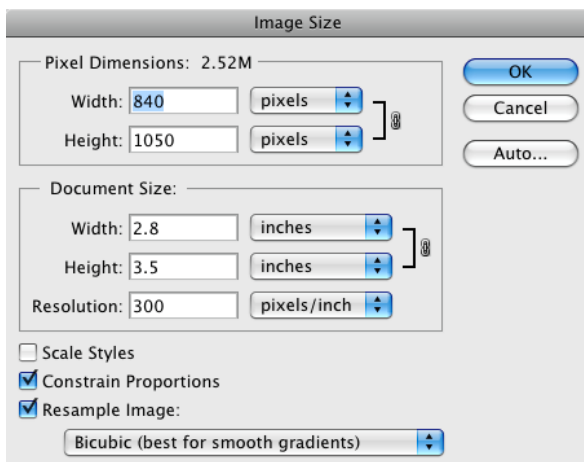 Image Size
Pixel Dimensions: 2.52M
Width: 840 pixels
Height: 1050 pixels
OK
Cancel
Auto...
Document Size:
Width: 2.8 inches
Height: 3.5 inches
Resolution: 300 pixels/inch
Scale Styles
Constrain Proportions
Resample Image:
Bicubic (best for smooth gradients)